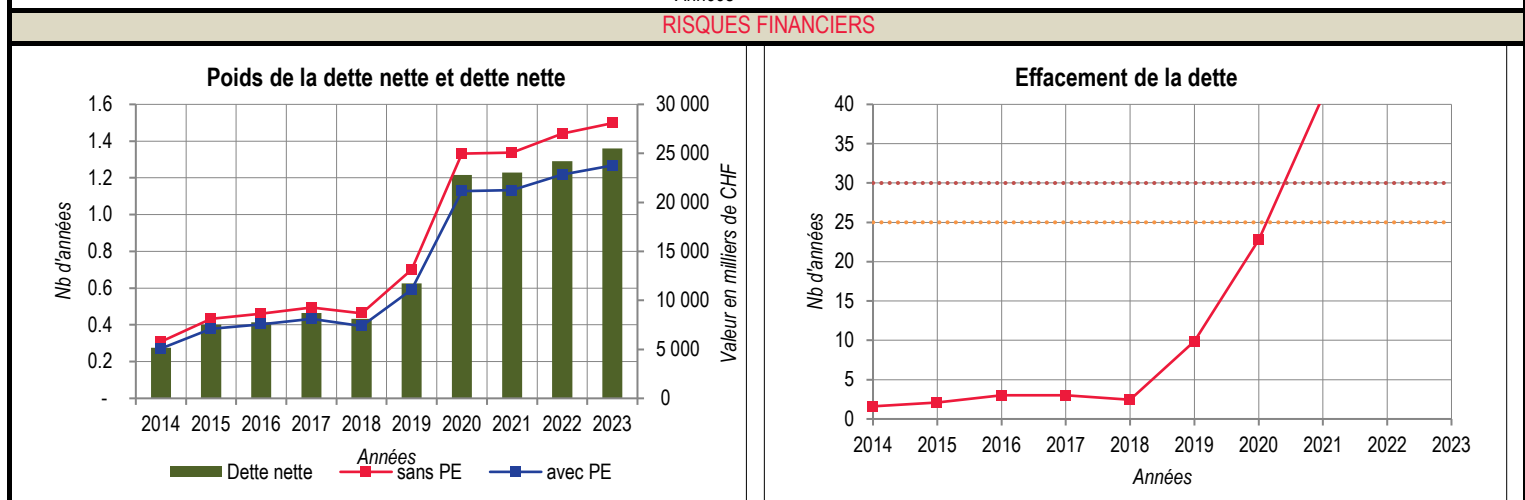 Années
RISQUES FINANCIERS
Poids de la dette nette et dette nette
1.6
1.4
1.2
1.0
0.8
0.6
0.4
0.2
-
Nb d'années
30 000
25 000
20 000
15 000
10 000
5 000
0
Valeur en milliers de CHF
2014 2015 2016 2017 2018 2019 2020 2021 2022 2023
Années
Dette nette sans PE avec PE
Effacement de la dette
40
35
30
25
20
15
10
5
0
Nb d'années
2014 2015 2016 2017 2018 2019 2020 2021 2022 2023
Années